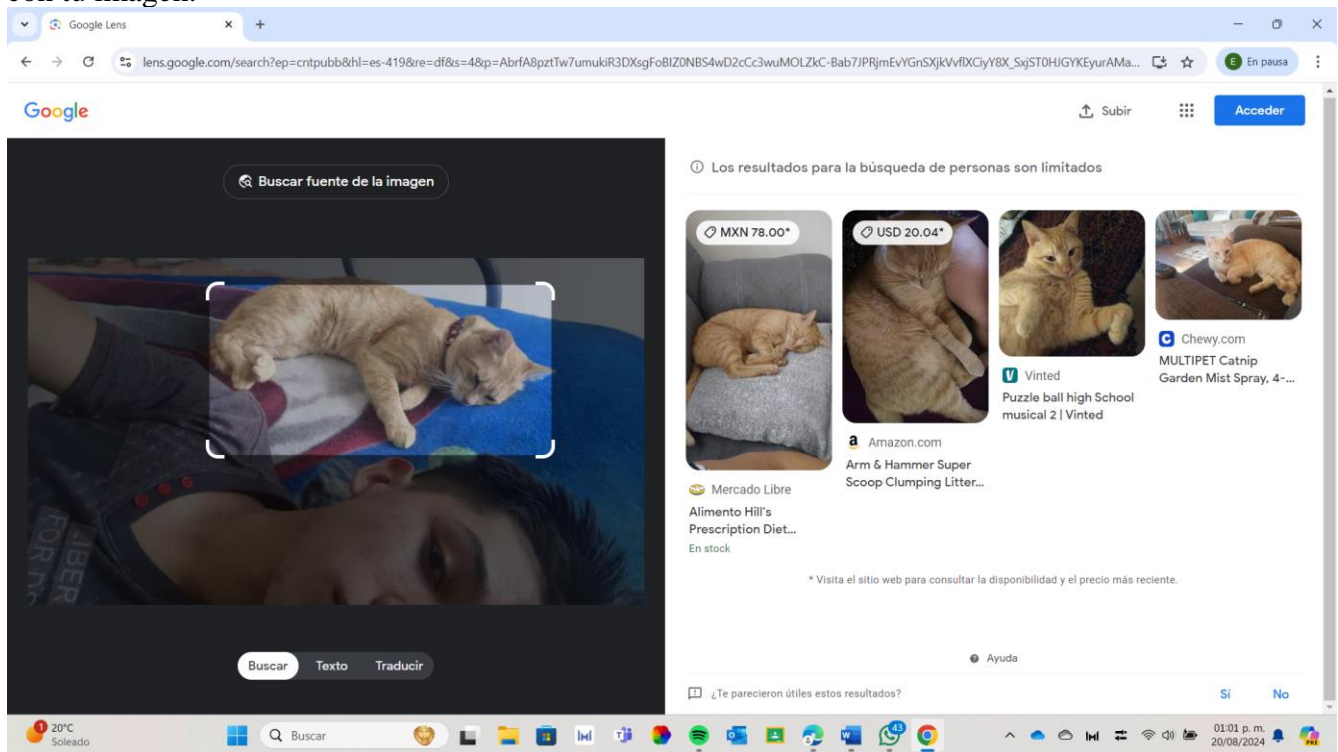 con tu imagen.
Google Lens
lens.google.com/search?ep=cntpubb&hl=es-419&re=df&s=4&p=AbrfA8pztTw7umukiR3DXsgFoBIZ0NBS4wD2cCc3wuMOLZkC-Bab7JPRjmEvYGnSXjkVvflXCiyY8X_SxjST0HJGYKEyurAMa...
E En pausa
Google
Subir
Acceder
Buscar fuente de la imagen
Los resultados para la búsqueda de personas son limitados
MXN 78.00*
USD 20.04*
Mercado Libre
Alimento Hill's
Prescription Diet...
En stock
a Amazon.com
Arm & Hammer Super
Scoop Clumping Litter...
V Vinted
Puzzle ball high School
musical 2 | Vinted
C Chewy.com
MULTIPET Catnip
Garden Mist Spray, 4-...
* Visita el sitio web para consultar la disponibilidad y el precio más reciente.
LIBER
FOR
Buscar Texto Traducir
Ayuda
¿Te parecieron útiles estos resultados?
Sí No
1
20°C
Soleado
Buscar
43
01:01 p. m.
20/08/2024